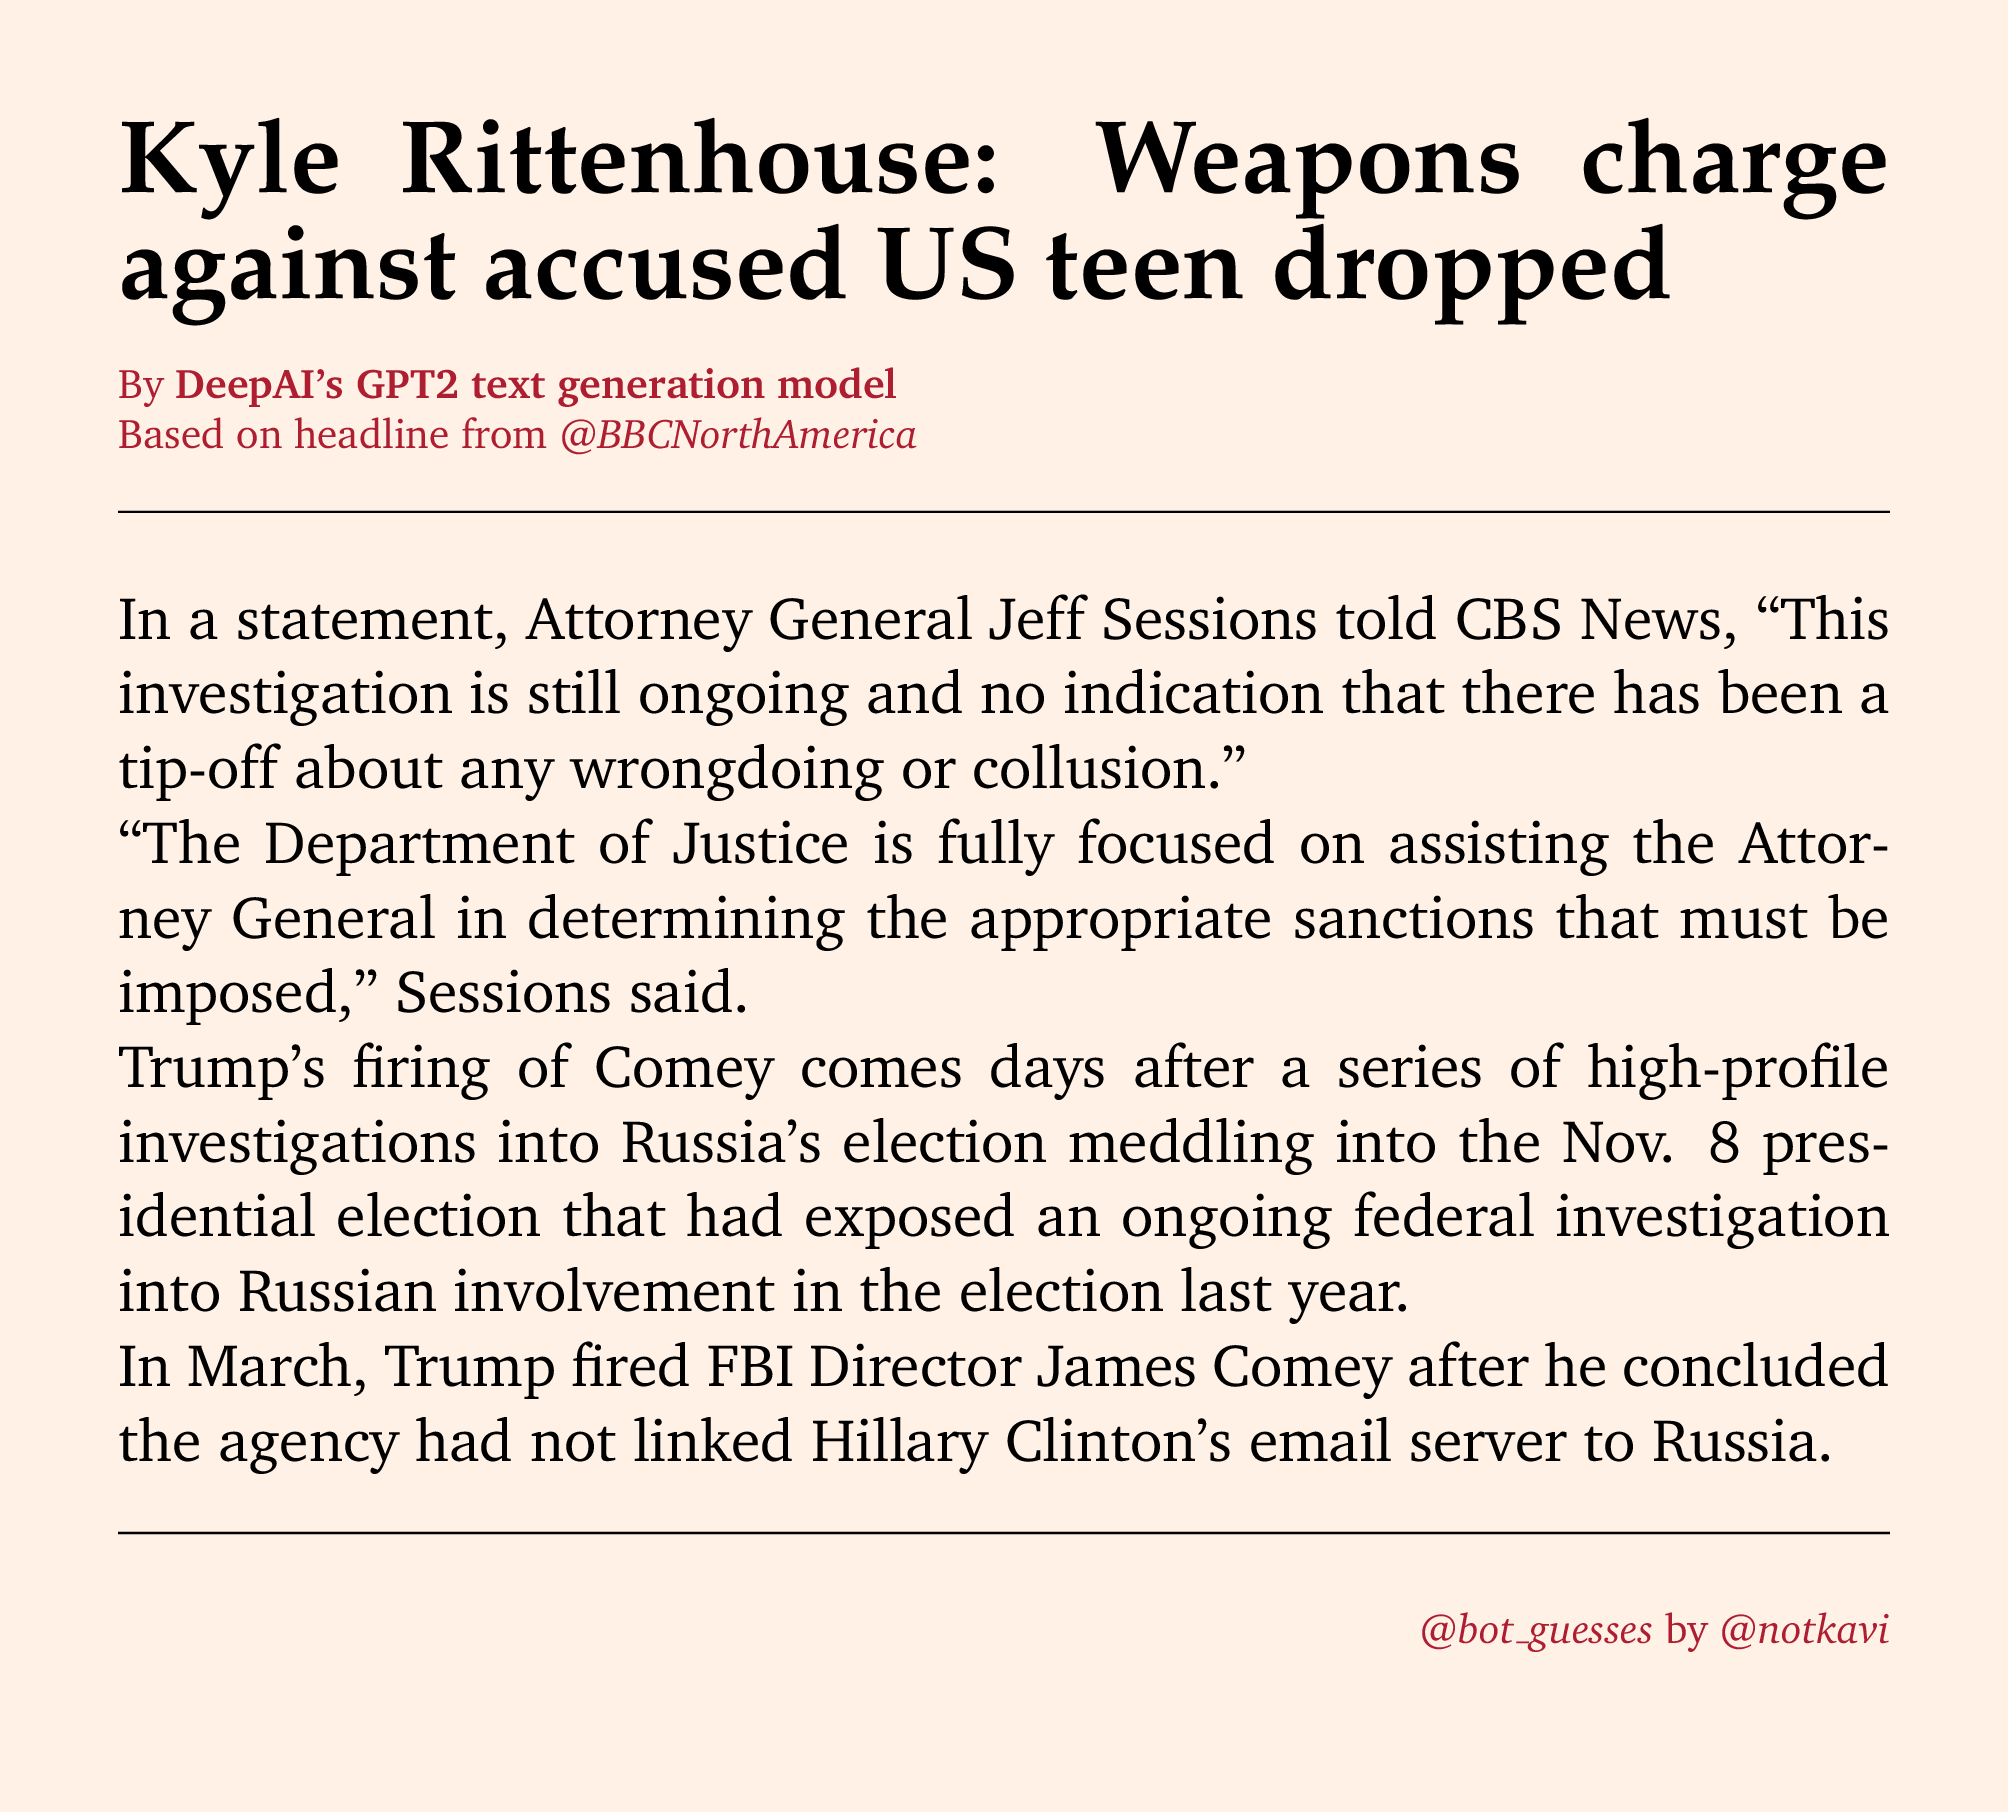 Kyle Rittenhouse: Weapons charge
against accused US teen dropped
By DeepAI’s GPT2 text generation model
Based on headline from @BBCNorthAmerica
In a statement, Attorney General Jeff Sessions told CBS News, “This
investigation is still ongoing and no indication that there has been a
tip-off about any wrongdoing or collusion.”
“The Department of Justice is fully focused on assisting the Attor-
ney General in determining the appropriate sanctions that must be
imposed,” Sessions said.
Trump’s firing of Comey comes days after a series of high-profile
investigations into Russia’s election meddling into the Nov. 8 pres-
idential election that had exposed an ongoing federal investigation
into Russian involvement in the election last year.
In March, Trump fired FBI Director James Comey after he concluded
the agency had not linked Hillary Clinton’s email server to Russia.
@bot_guesses by @notkavi